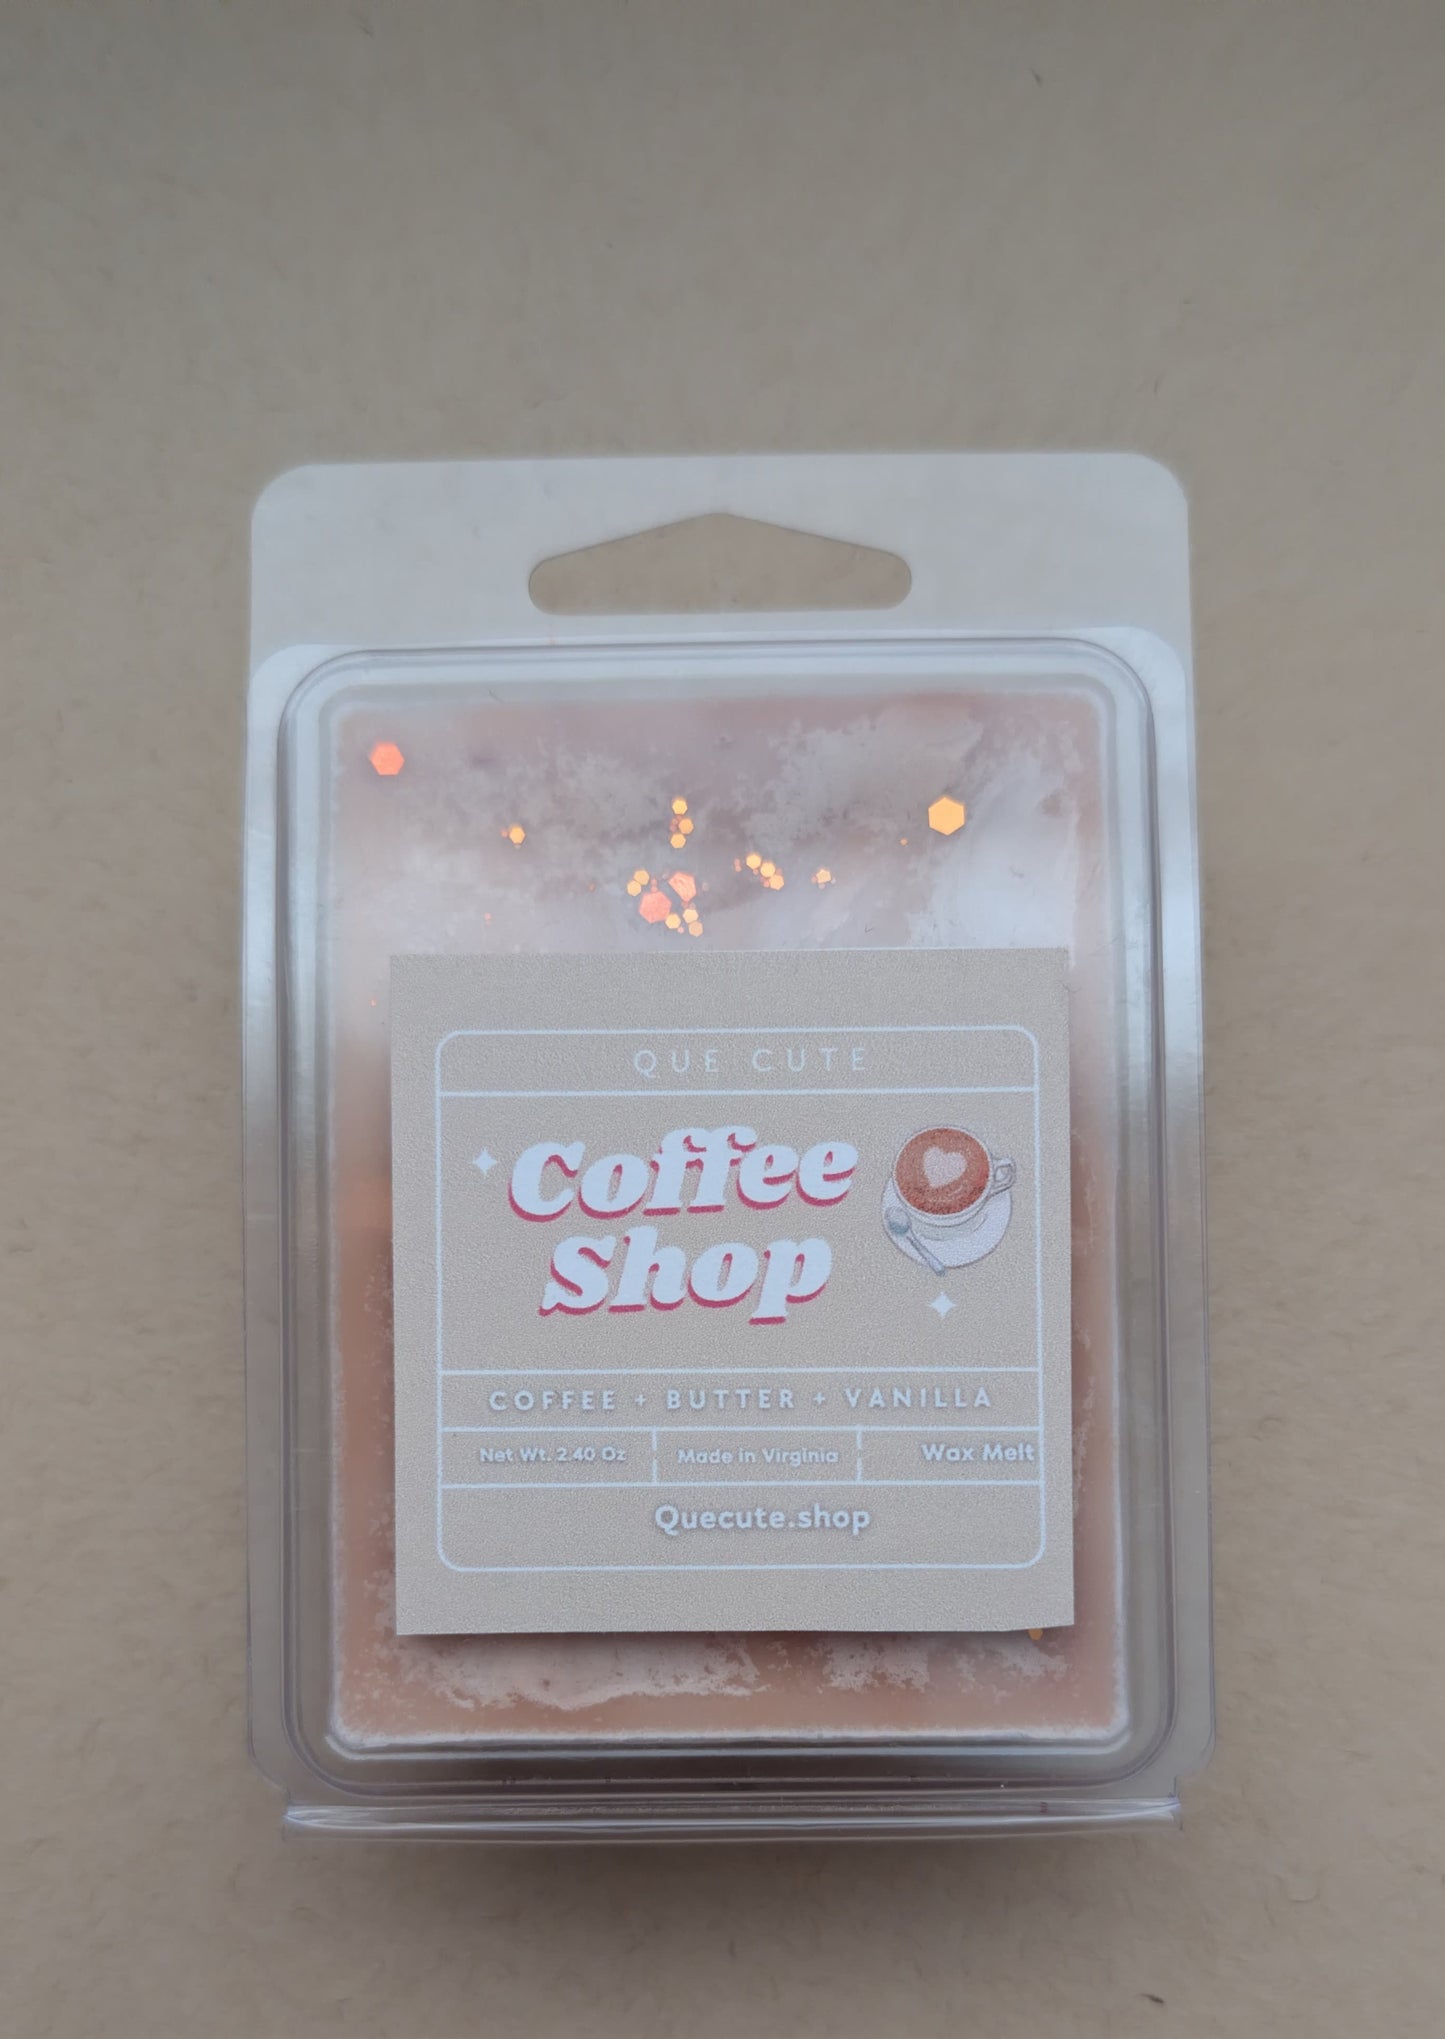 QUE CUTE
Coffee
Shop
COFFEE + BUTTER + VANILLA
Net Wt. 2.40 Oz
Made in Virginia
Wax Melt
Quecute.shop